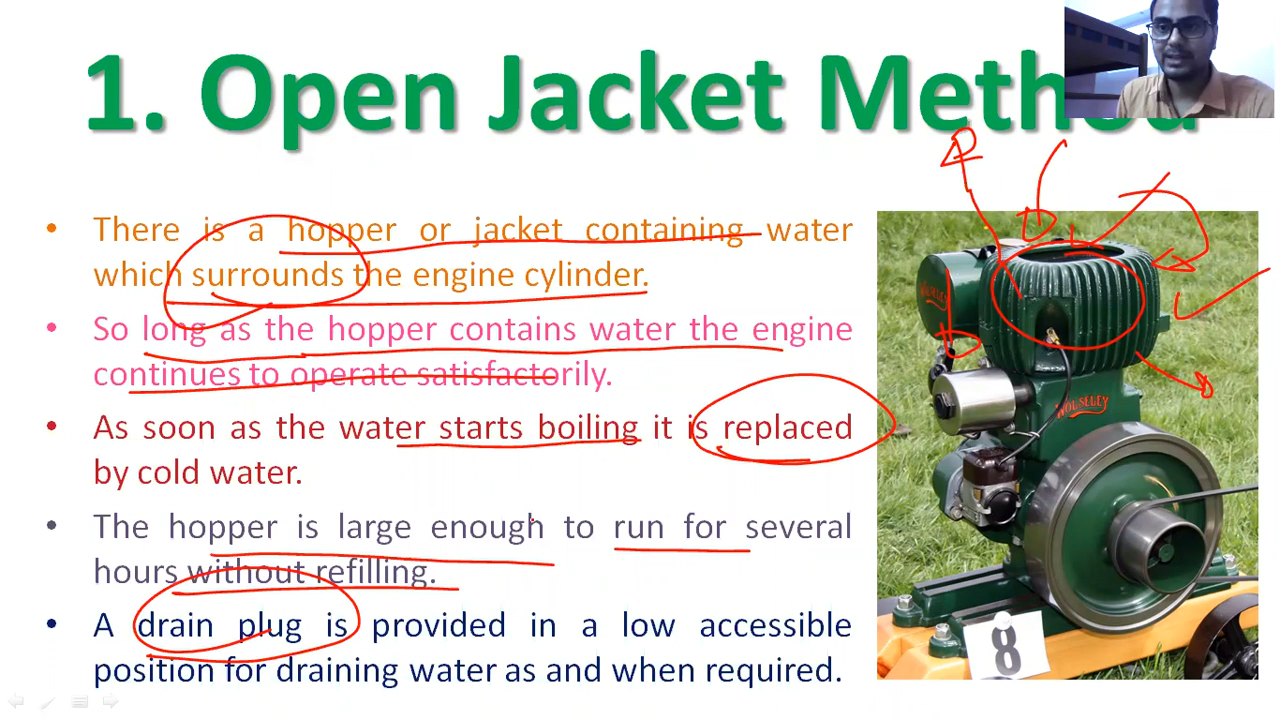 1. Open Jacket Method
• There is a hopper or jacket containing water
which surrounds the engine cylinder.
• So long as the hopper contains water the engine
continues to operate satisfactorily.
• As soon as the water starts boiling it is replaced
by cold water.
• The hopper is large enough to run for several
hours without refilling.
• A drain plug is provided in a low accessible
position for draining water as and when required.
WOLSELEY
WOLSELEY
8